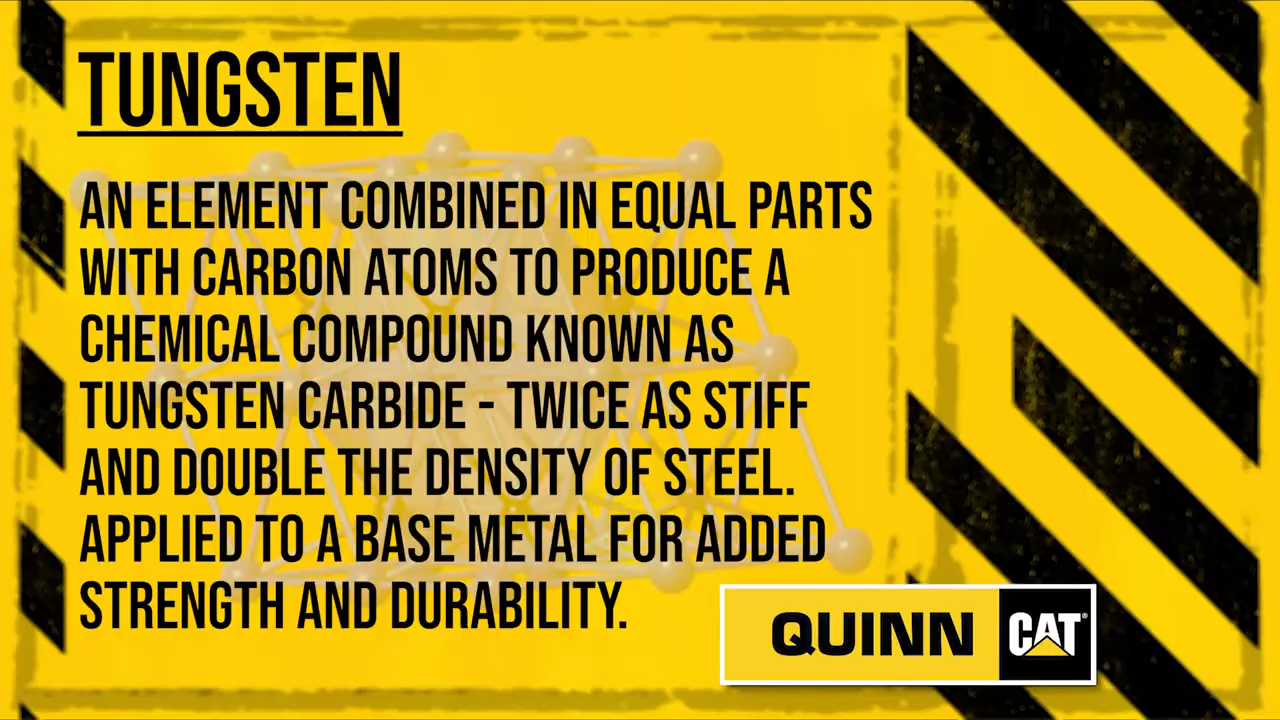 TUNGSTEN
AN ELEMENT COMBINED IN EQUAL PARTS
WITH CARBON ATOMS TO PRODUCE A
CHEMICAL COMPOUND KNOWN AS
TUNGSTEN CARBIDE - TWICE AS STIFF
AND DOUBLE THE DENSITY OF STEEL.
APPLIED TO A BASE METAL FOR ADDED
STRENGTH AND DURABILITY.
QUINN CAT®